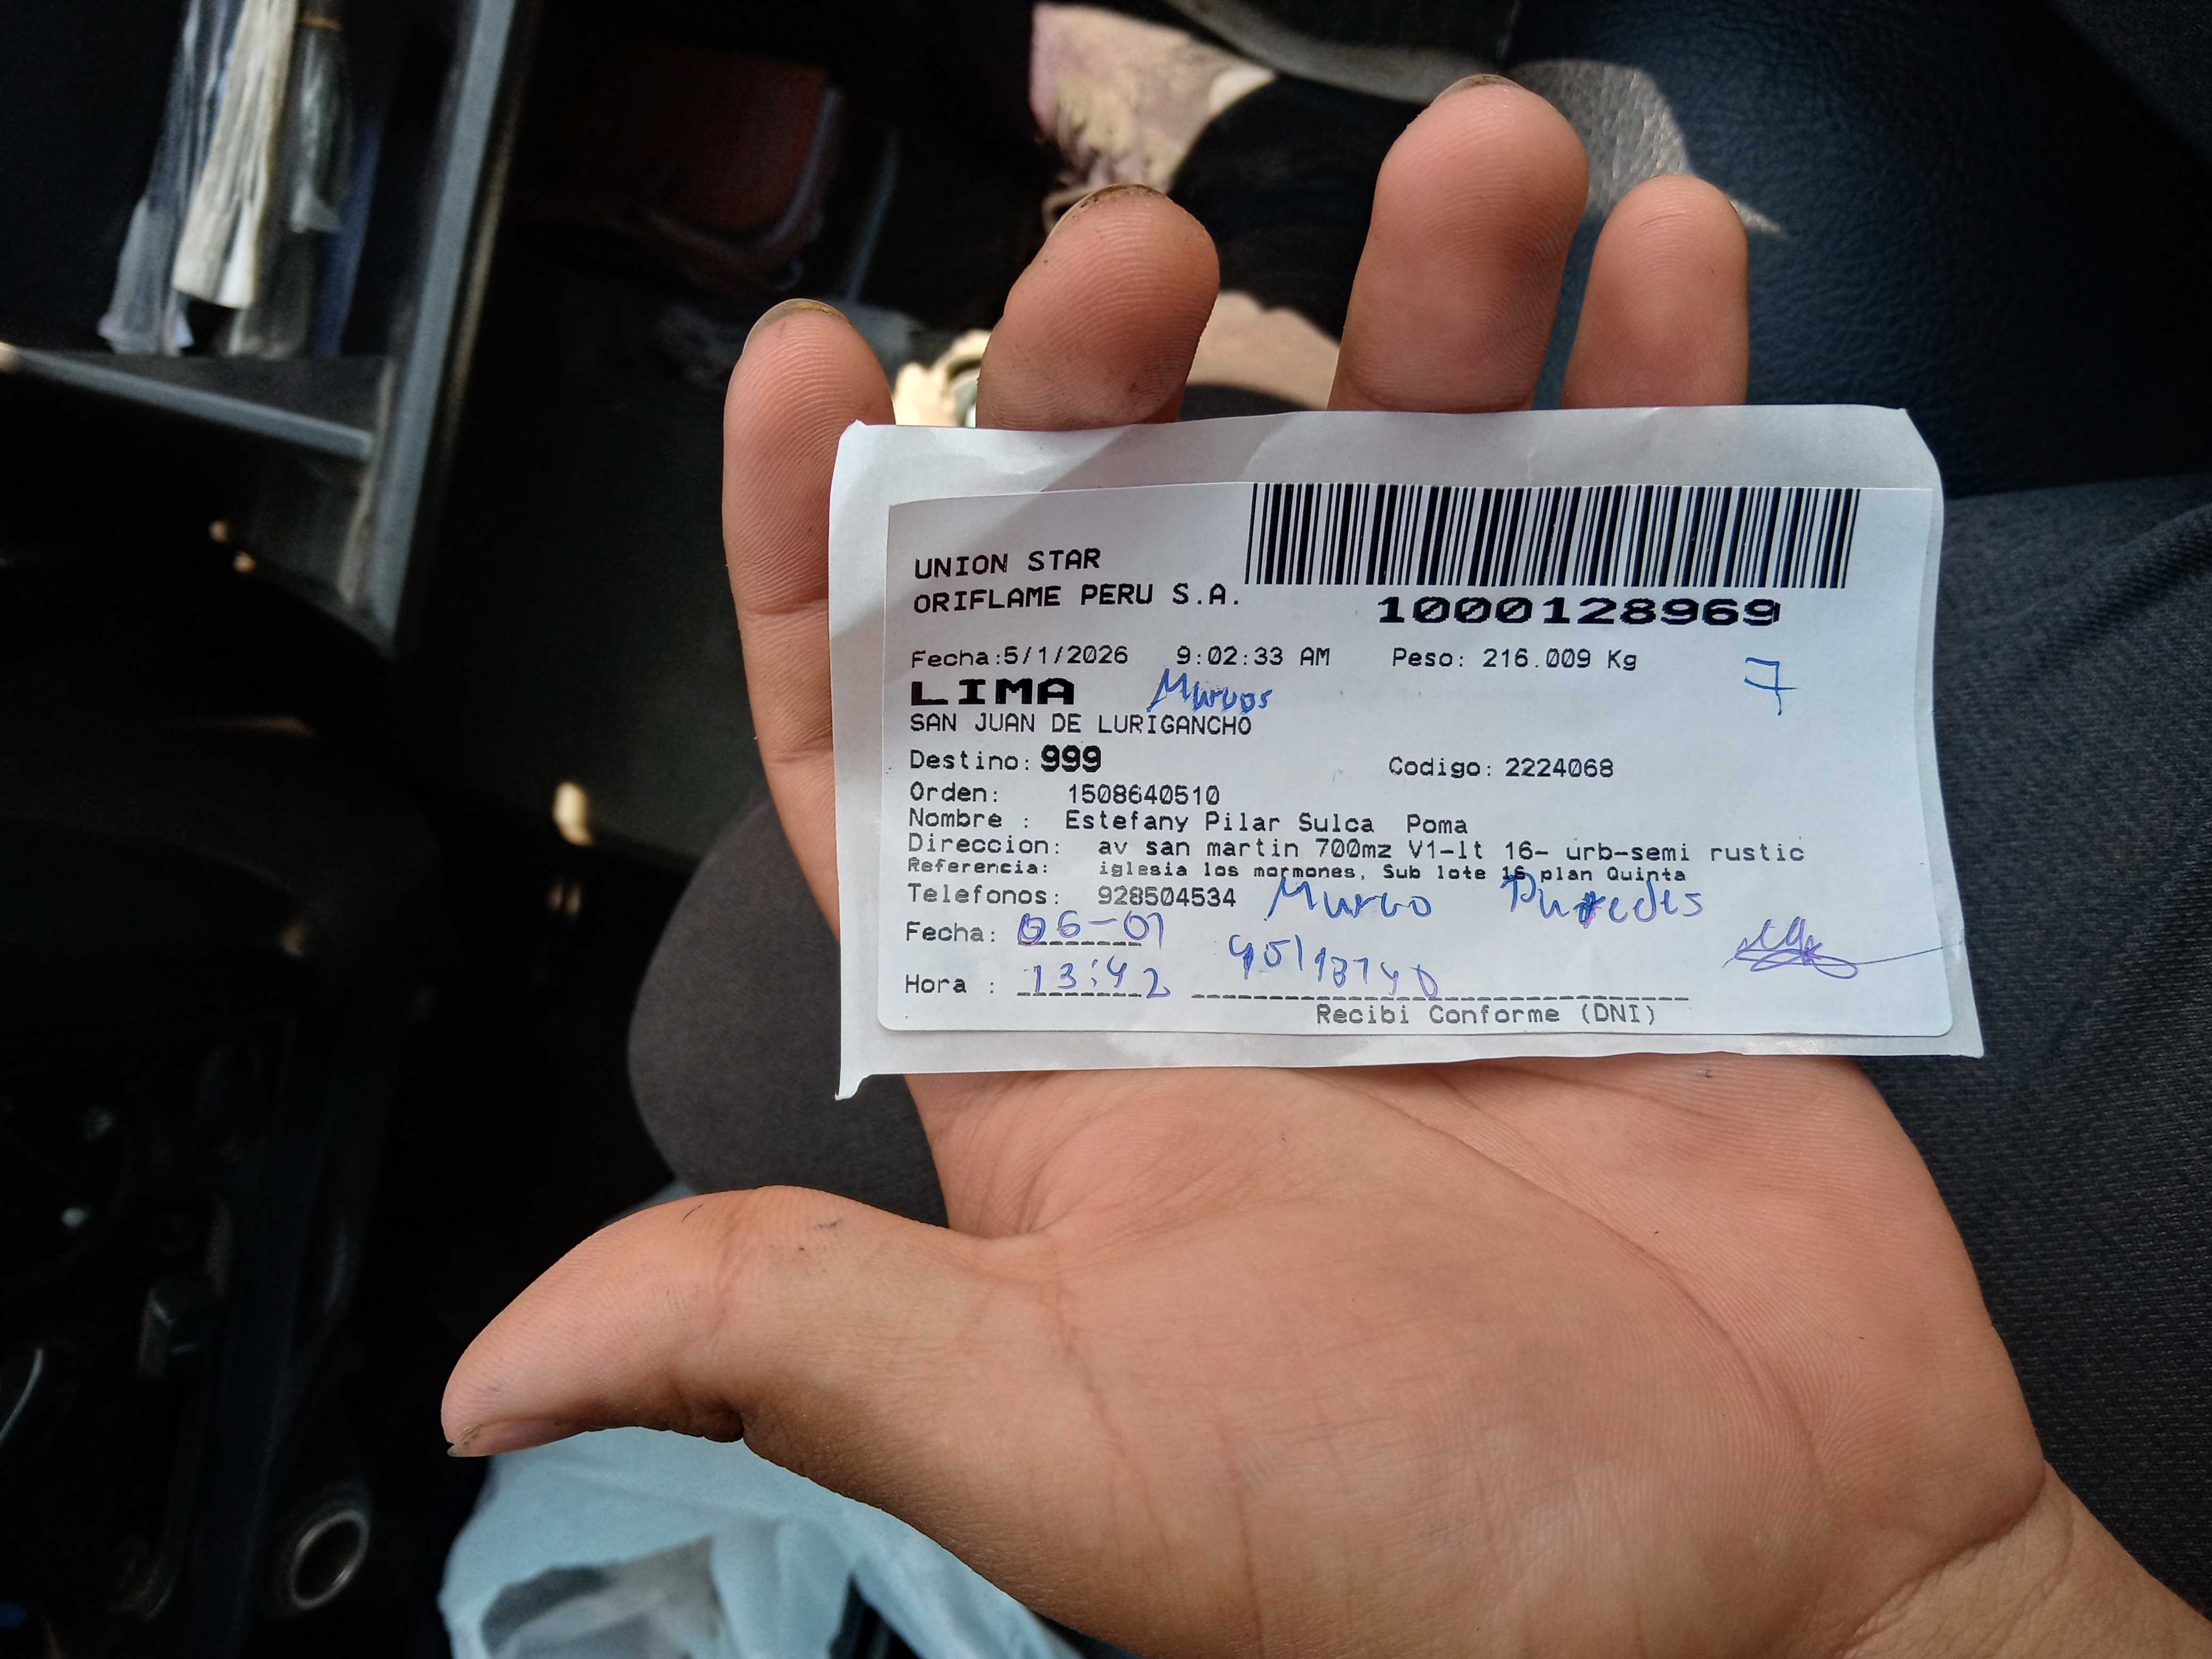 UNION STAR
ORIFLAME PERU S.A.
1000128969
Fecha:5/1/2026 9:02:33 AM Peso: 216.009 Kg
7
LIMA
SAN JUAN DE LURIGANCHO
Destino: 999 Codigo: 2224068
Orden: 1508640510
Nombre : Estefany Pilar Sulca Poma
Direccion: av san martin 700mz V1-lt 16- urb-semi rustic
Referencia: iglesia los mormones, Sub lote 16 plan Quinta
Telefonos: 928504534
Fecha: 06-01
Hora : 13:42
Recibi Conforme (DNI)